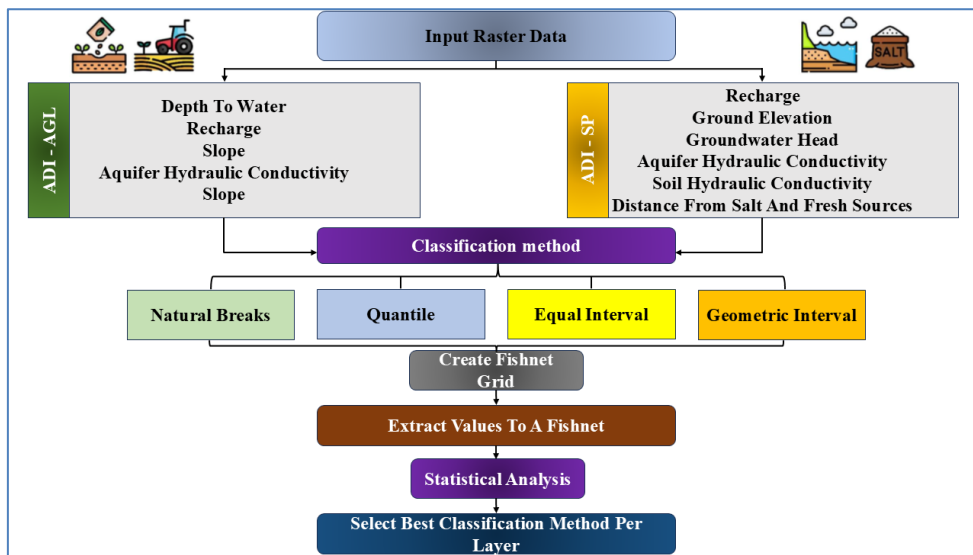 Input Raster Data
SALT
ADI - AGL
Depth To Water
Recharge
Slope
Aquifer Hydraulic Conductivity
Slope
ADI - SP
Recharge
Ground Elevation
Groundwater Head
Aquifer Hydraulic Conductivity
Soil Hydraulic Conductivity
Distance From Salt And Fresh Sources
Classification method
Natural Breaks
Quantile
Equal Interval
Geometric Interval
Create Fishnet
Grid
Extract Values To A Fishnet
Statistical Analysis
Select Best Classification Method Per
Layer